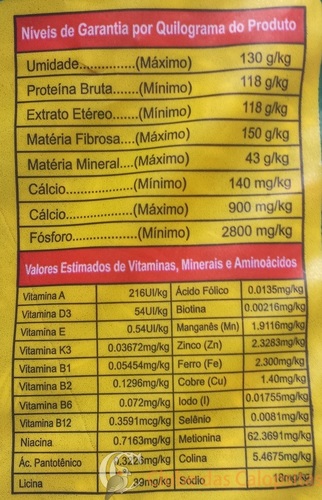 Níveis de Garantia por Quilograma do Produto
Umidade..............(Máximo) 130 g/kg
Proteína Bruta......(Mínimo) 118 g/kg
Extrato Etéreo......(Mínimo) 118 g/kg
Matéria Fibrosa....(Máximo) 150 g/kg
Matéria Mineral....(Máximo) 43 g/kg
Cálcio..................(Mínimo) 140 mg/kg
Cálcio..................(Máximo) 900 mg/kg
Fósforo................(Mínimo) 2800 mg/kg
Valores Estimados de Vitaminas, Minerais e Aminoácidos
Vitamina A 216UI/kg Ácido Fólico 0.0135mg/kg
Vitamina D3 54UI/kg Biotina 0.00216mg/kg
Vitamina E 0.54UI/kg Manganês (Mn) 1.9116mg/kg
Vitamina K3 0.03672mg/kg Zinco (Zn) 2.3283mg/kg
Vitamina B1 0.05454mg/kg Ferro (Fe) 2.300mg/kg
Vitamina B2 0.1296mg/kg Cobre (Cu) 1.40mg/kg
Vitamina B6 0.072mg/kg Iodo (I) 0.01755mg/kg
Vitamina B12 0.3591mcg/kg Selênio 0.0081mg/kg
Niacina 0.7163mg/kg Metionina 62.3691mg/kg
Ác. Pantotênico 0.3226mg/kg Colina 5.4675mg/kg
Licina 39mg/kg Sódio 18mg/kg